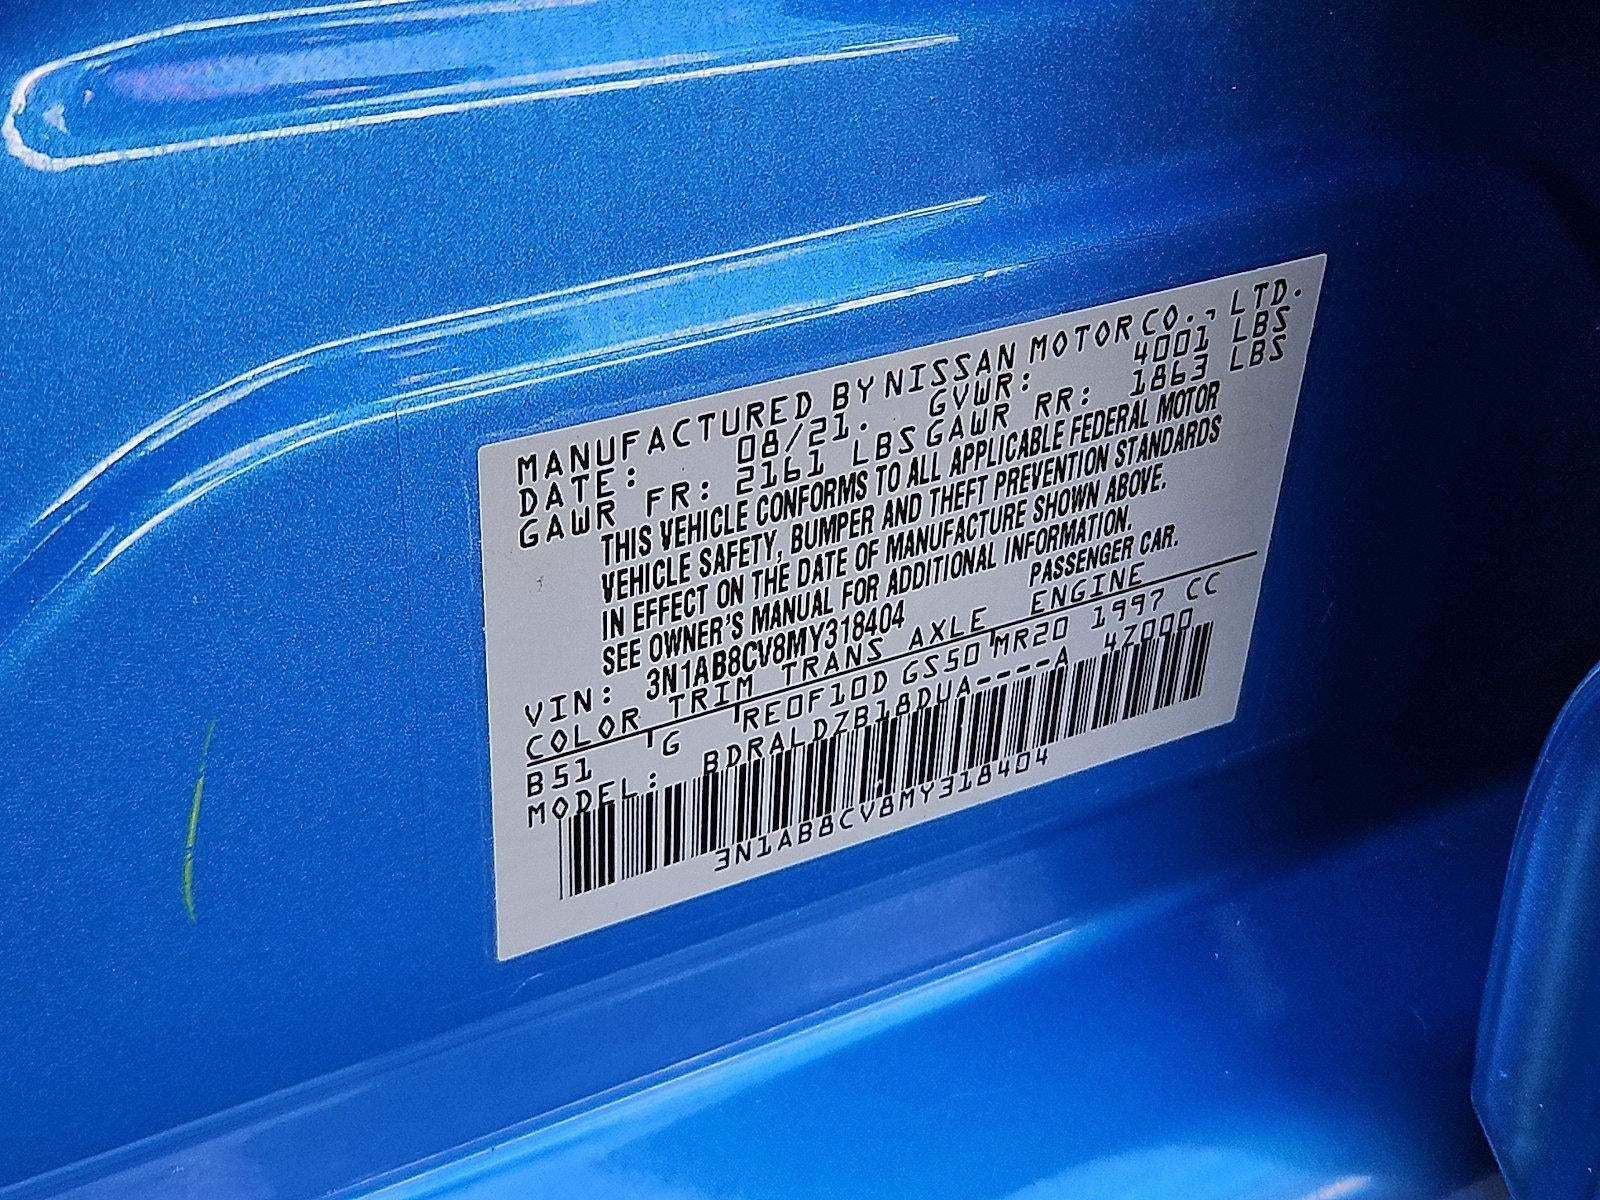 MANUFACTURED BY NISSAN MOTOR CO., LTD.
DATE: 08/21. GVWR: 4001 LBS
GAWR FR: 2161 LBS GAWR RR: 1863 LBS
THIS VEHICLE CONFORMS TO ALL APPLICABLE FEDERAL MOTOR
VEHICLE SAFETY, BUMPER AND THEFT PREVENTION STANDARDS
IN EFFECT ON THE DATE OF MANUFACTURE SHOWN ABOVE.
SEE OWNER'S MANUAL FOR ADDITIONAL INFORMATION.
VIN: 3N1AB8CV8MY318404 PASSENGER CAR.
COLOR TRIM TRANS AXLE ENGINE
B51 G RE0F10D GS50 MR20 1997 CC
MODEL: BDRALDZB18DUA----A 4Z000
3N1AB8CV8MY318404